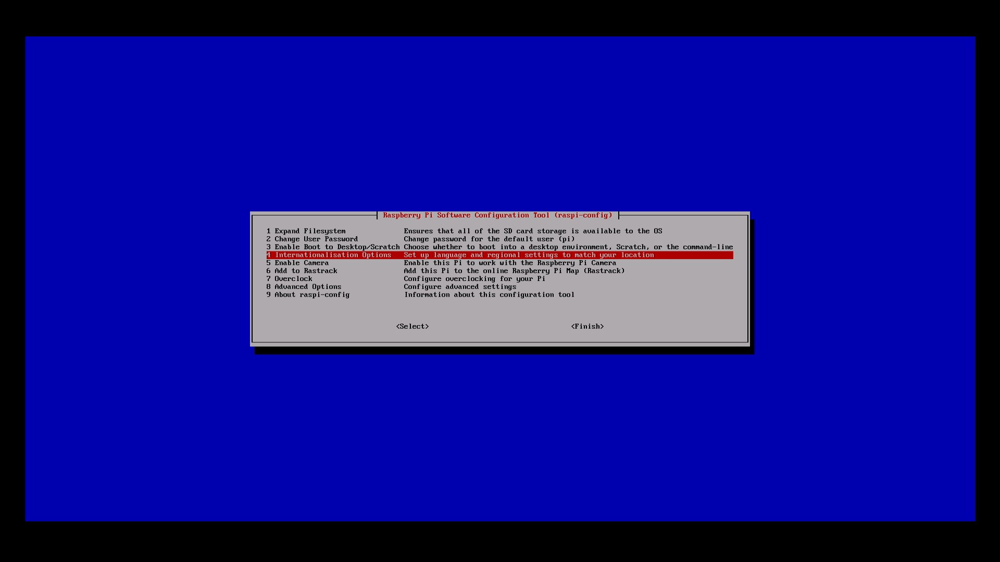 Raspberry Pi Software Configuration Tool (raspi-config)
1 Expand Filesystem Ensures that all of the SD card storage is available to the OS
2 Change User Password Change password for the default user (pi)
3 Enable Boot to Desktop/Scratch Choose whether to boot into a desktop environment, Scratch, or the command-line
4 Internationalisation Options Set up language and regional settings to match your location
5 Enable Camera Enable this Pi to work with the Raspberry Pi Camera
6 Add to Rastrack Add this Pi to the online Raspberry Pi Map (Rastrack)
7 Overclock Configure overclocking for your Pi
8 Advanced Options Configure advanced settings
9 About raspi-config Information about this configuration tool
<Select> <Finish>